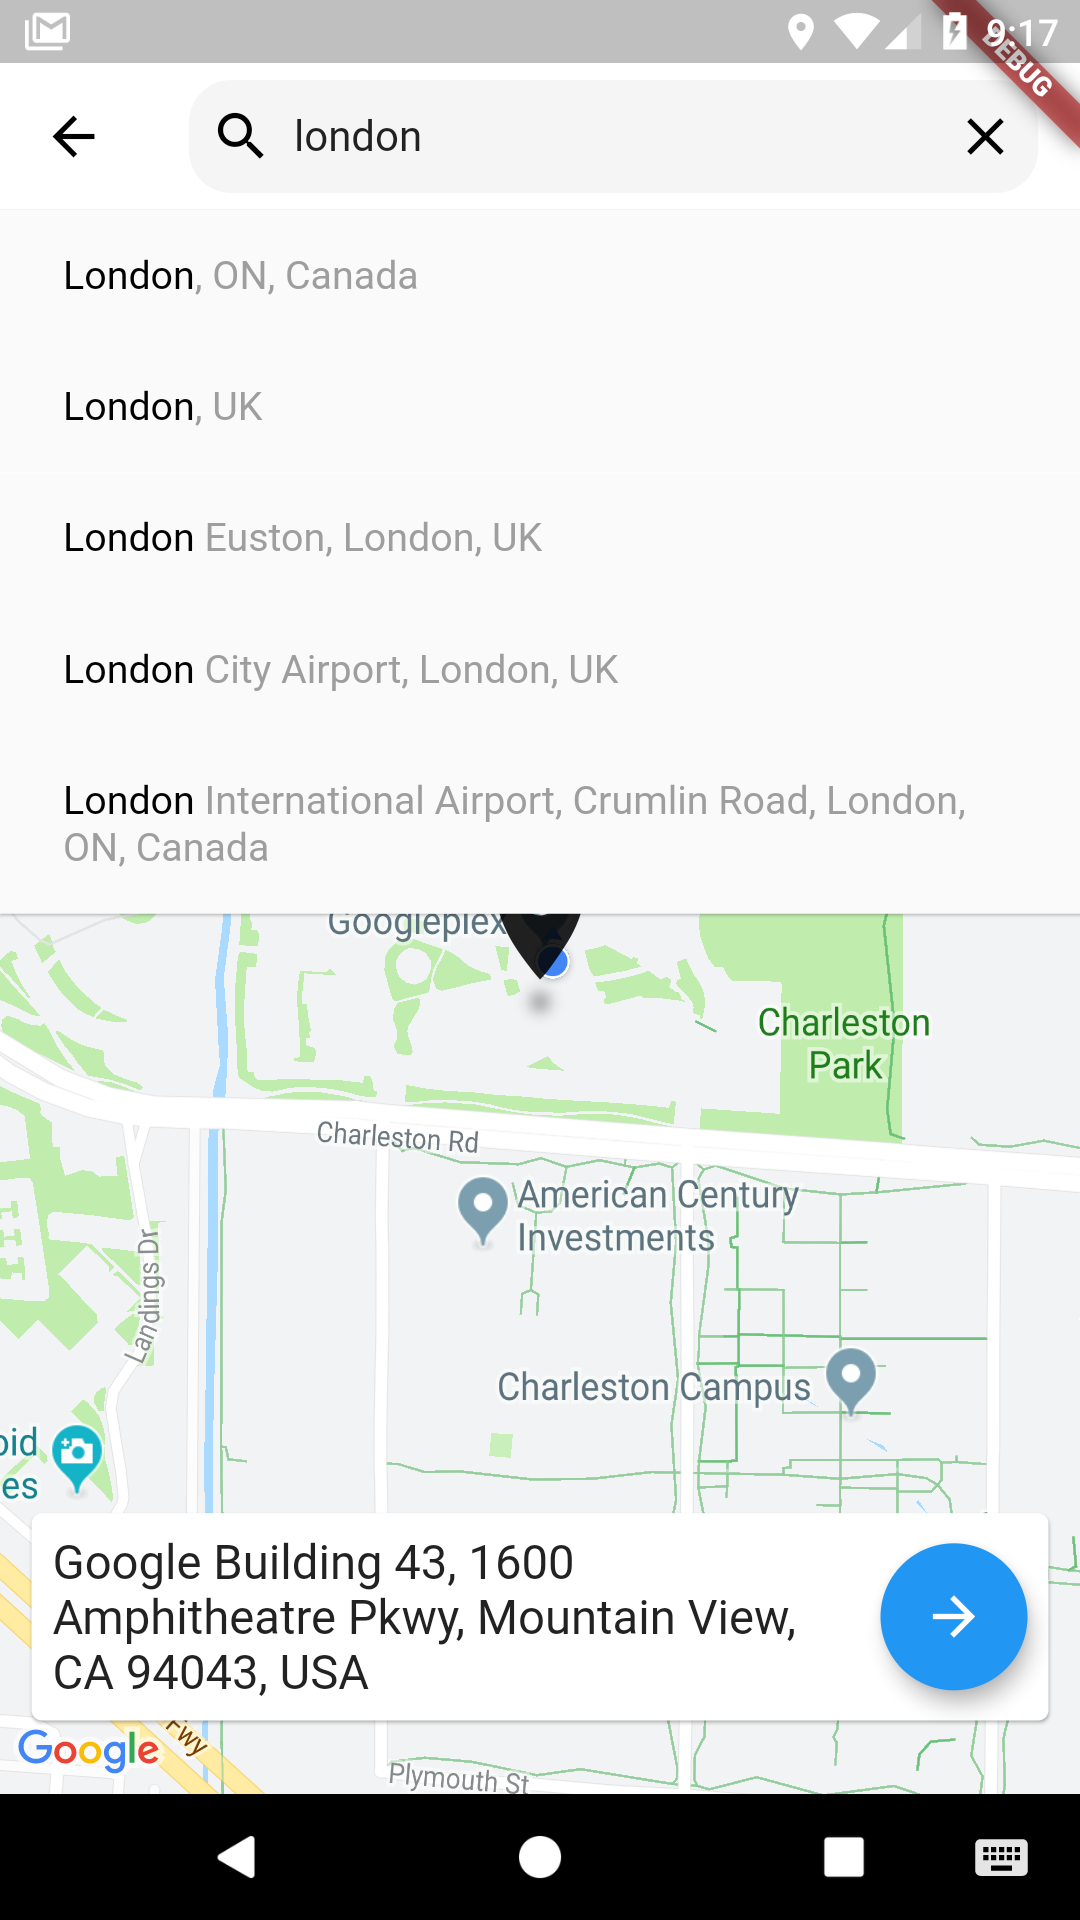 9:17
DEBUG
london
London, ON, Canada
London, UK
London Euston, London, UK
London City Airport, London, UK
London International Airport, Crumlin Road, London,
ON, Canada
Googleplex
Charleston
Park
Charleston Rd
American Century
Investments
Landings Dr
Charleston Campus
oid
es
Google Building 43, 1600
Amphitheatre Pkwy, Mountain View,
CA 94043, USA
Google
Fwy
Plymouth St